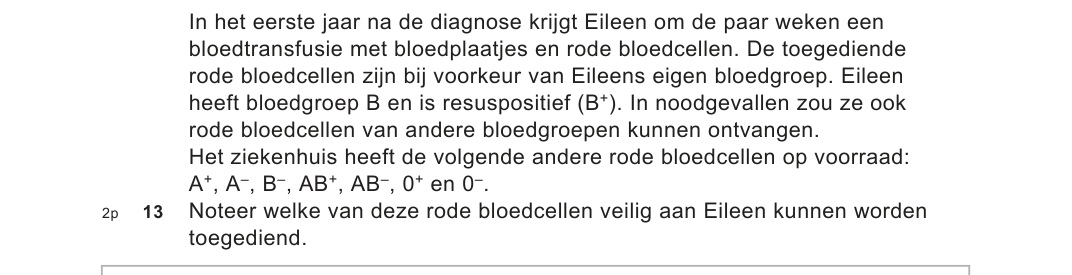 In het eerste jaar na de diagnose krijgt Eileen om de paar weken een
bloedtransfusie met bloedplaatjes en rode bloedcellen. De toegediende
rode bloedcellen zijn bij voorkeur van Eileens eigen bloedgroep. Eileen
heeft bloedgroep B en is resuspositief (B⁺). In noodgevallen zou ze ook
rode bloedcellen van andere bloedgroepen kunnen ontvangen.
Het ziekenhuis heeft de volgende andere rode bloedcellen op voorraad:
A⁺, A⁻, B⁻, AB⁺, AB⁻, 0⁺ en 0⁻.
2p 13 Noteer welke van deze rode bloedcellen veilig aan Eileen kunnen worden
toegediend.